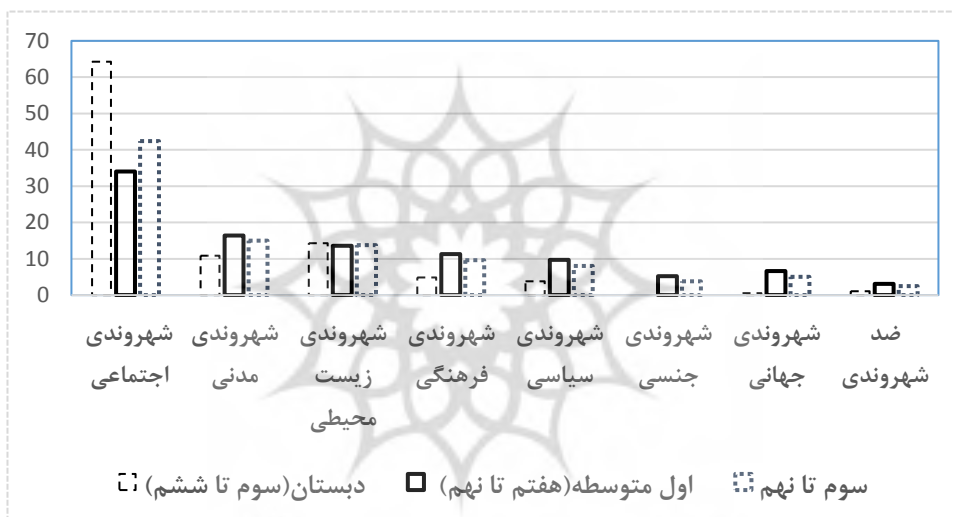 70
60
50
40
30
20
10
0
شهروندی اجتماعی
شهروندی مدنی
شهروندی زیست محیطی
شهروندی فرهنگی
شهروندی سیاسی
شهروندی جنسی
شهروندی جهانی
ضد شهروندی
دبستان(سوم تا ششم)
اول متوسطه(هفتم تا نهم)
سوم تا نهم